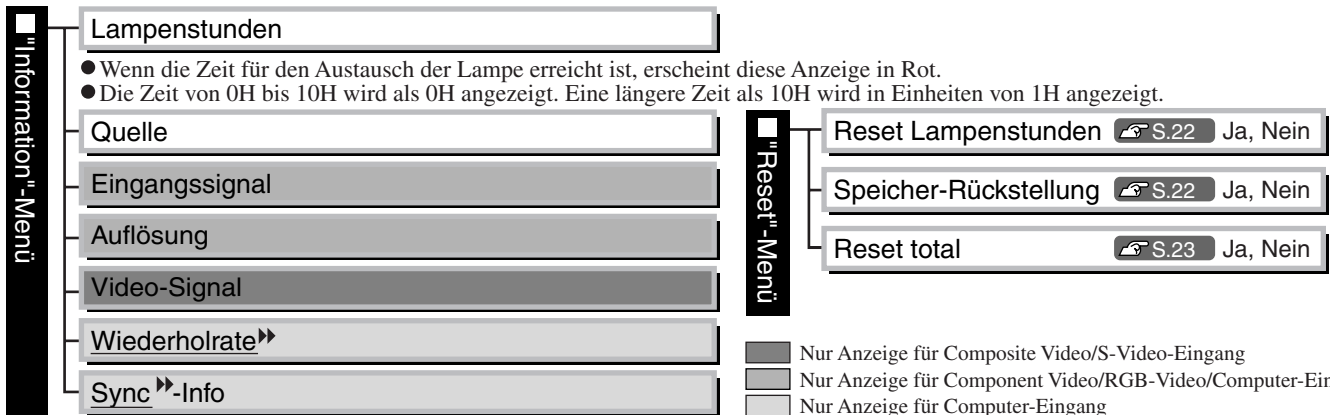 "Information"-Menü
Lampenstunden
● Wenn die Zeit für den Austausch der Lampe erreicht ist, erscheint diese Anzeige in Rot.
● Die Zeit von 0H bis 10H wird als 0H angezeigt. Eine längere Zeit als 10H wird in Einheiten von 1H angezeigt.
Quelle
Eingangssignal
Auflösung
Video-Signal
Wiederholrate
Sync -Info
"Reset"-Menü
Reset Lampenstunden S.22 Ja, Nein
Speicher-Rückstellung S.22 Ja, Nein
Reset total S.23 Ja, Nein
Nur Anzeige für Composite Video/S-Video-Eingang
Nur Anzeige für Component Video/RGB-Video/Computer-Ein
Nur Anzeige für Computer-Eingang